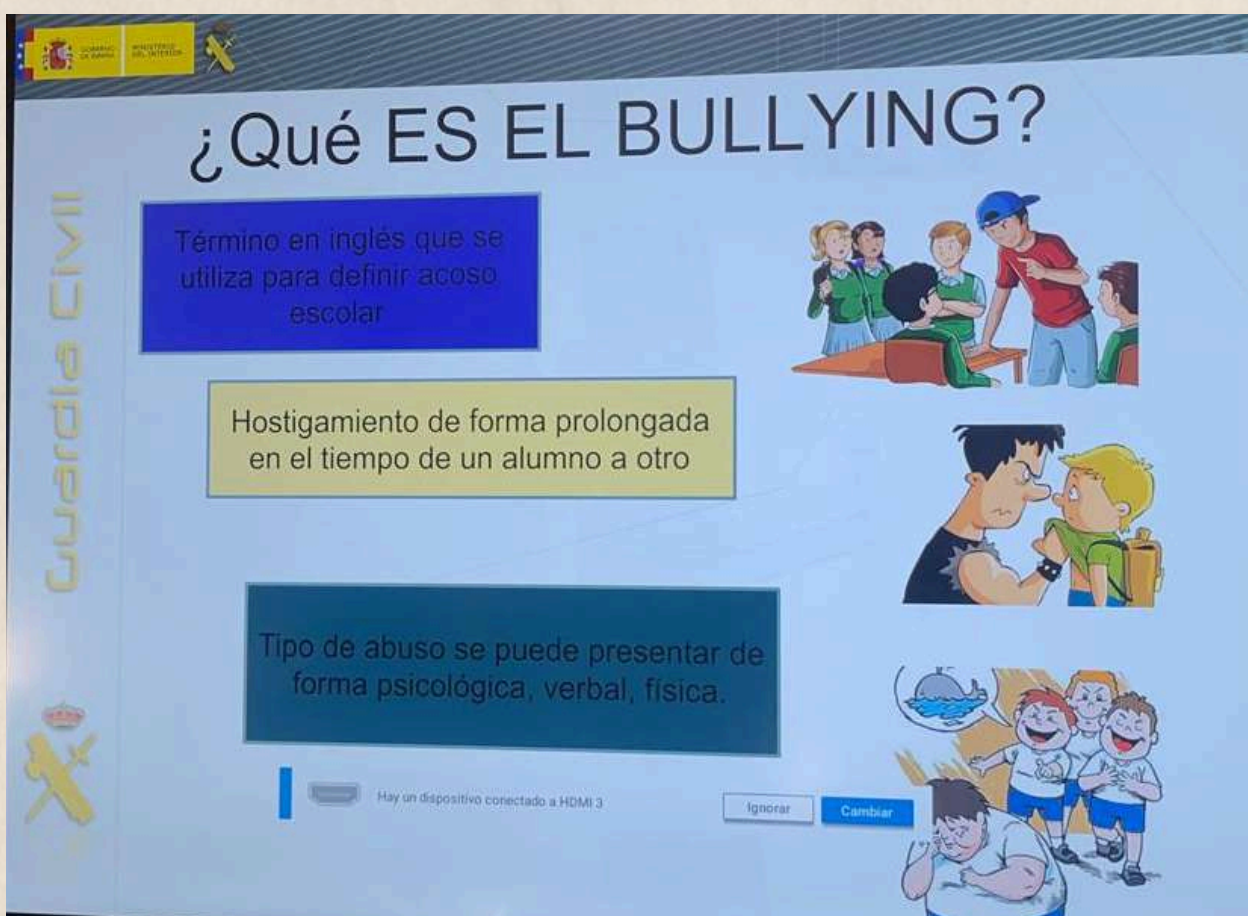 GOBIERNO
DE ESPAÑA
MINISTERIO
DEL INTERIOR
¿Qué ES EL BULLYING?
Guardia Civil
Término en inglés que se
utiliza para definir acoso
escolar
Hostigamiento de forma prolongada
en el tiempo de un alumno a otro
Tipo de abuso se puede presentar de
forma psicológica, verbal, física.
Hay un dispositivo conectado a HDMI 3
Ignorar
Cambiar